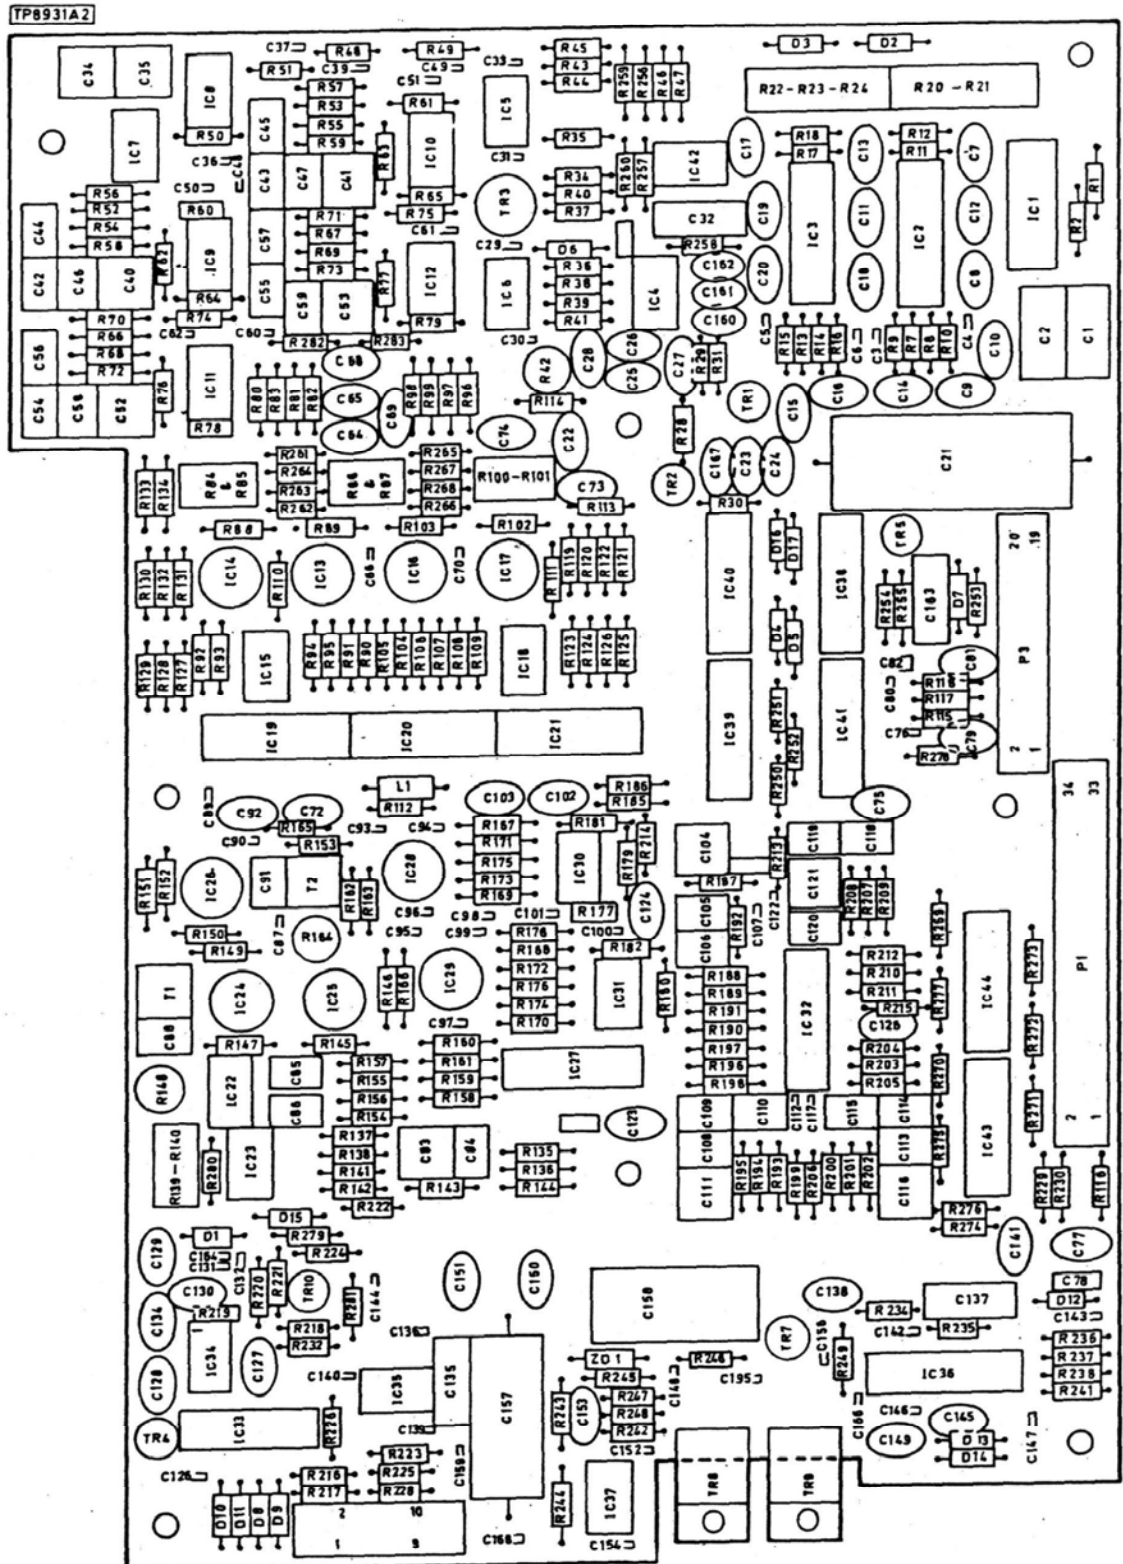 TP8931A2
C34 C35 IC8 C37 R48 R49 C33 R45 D3 D2
R51 C39 C49 R43
C51 R44 R259 R256 R46 R47 R22-R23-R24 R20-R21
R57 R61 IC5
R53 C45
R50 R55 IC10 R35 R18 R12
IC7 R59 R63 C31 R260 R257 IC42 C17 R17 C13 R11 C7 IC1 R1
C36 C48
C50 C43 C47 C41 R65 TR3 R34
R56 R40
R52 R60 R71 R75 R37 C32 C19 IC3 C11 IC2 C12 R2
C44 R54 C57 R67 C61 C29 R258
R58 R62 IC9 R69 D6
C42 C46 C40 R64 C55 R73 R77 IC12 IC6 R36 IC4 C162 C20 C18 C8
R74 C59 C53 R38 C161
R70 C62 C60 R79 R39 C160 C5 C6 C3 C4
R66 R282 R283 C30 R41 R15 R13 R14 R16 R9 R7 R8 R10 C10 C2 C1
C56 R68 C68 C28 C26 C27 R29 R31
R72 R76 IC11 R42 C25
C54 C58 C52 R80 R83 R81 R82 C65 C69 R98 R99 R97 R96 R114 TR1 C15 C16 C14 C9
R78 C64 C74 C22 R28 C21
R133 R134 R84 & R85 R261 R264 R263 R262 R86 & R87 R265 R267 R268 R266 R100-R101 C73 TR2 C167 C23 C24
R113 R30
R88 R89 R103 R102 D16 D17 TR5 20 19
R130 R132 R131 IC14 R110 IC13 C66 IC16 C70 IC17 R111 R119 R120 R122 R121 IC40 IC38 R254 R255 C163 D7 R253
R129 R128 R127 R92 R93 IC15 R94 R95 R91 R90 R105 R104 R106 R107 R108 R109 IC18 R123 R124 R126 R125 D4 D5 C82 C81 P3
C80 R118
R117
R251 R115
IC19 IC20 IC21 IC39 R252 IC41 C76 C79 2 1
R278
R250
C89 C92 C72 L1 C103 C102 R186 C75 34 33
R112 R185
R165 C93 C94 R167 R181
C90 R153 R171 R214 C104 R213 C119 C118
R151 R152 IC26 C91 T2 R162 R163 IC28 R175 IC30 R179
R173 R187 C121 R208 R207 R209
R169 C124 C122
C96 C98 C101 R177 C105 R192 C107 C120 R269
R150 C87 R164 C95 C99 R178 C100 C106
R149 R168 R182 R212
T1 IC24 IC25 R146 R166 IC29 R172 IC31 R180 R188 R210 IC44 R273 P1
R176 R189 IC32 R211 R277
C88 R174 R191 R215
C97 R170 R190 C126 R272
R147 R145 R160 R197 R204
R148 IC22 C85 R157 R161 IC27 R196 R203 R270
R155 R159 R198 R205
C86 R156 R158 C109 C110 C112 C117 C115 C114 R271
R154 C123 2 1
R139-R140 R280 IC23 R137 C83 C84 R135 C108 C113 R275 IC43
R138 R136
R141 R143 R144 C111 R195 R194 R193 R199 R206 R200 R201 R202 C116 R229 R230 R116
R142
R222
D15 R276
C129 D1 R279 R274 C141 C77
C164 R224
C131 C132 R220 R221 TR10 C151 C150 C158 C138 C78
C130 R281 C144 R234 C137 D12
C134 R219 R218 C136 TR7 C156 C142 R235 C143
IC34 R232 ZD1 R246 R249 R236
C127 C140 IC35 C135 C157 R245 C148 C195 IC36 R237
C128 R247 R238
R243 C153 R248 C166 C146 R241
TR4 IC33 R226 C139 R242 C145
R223 C159 C152 C149 D13 C147
C126 R216 R225 D14
R217 R228
D10 D11 D8 D9 2 10 R244 IC37 TR8 TR9
1 9 C168 C154